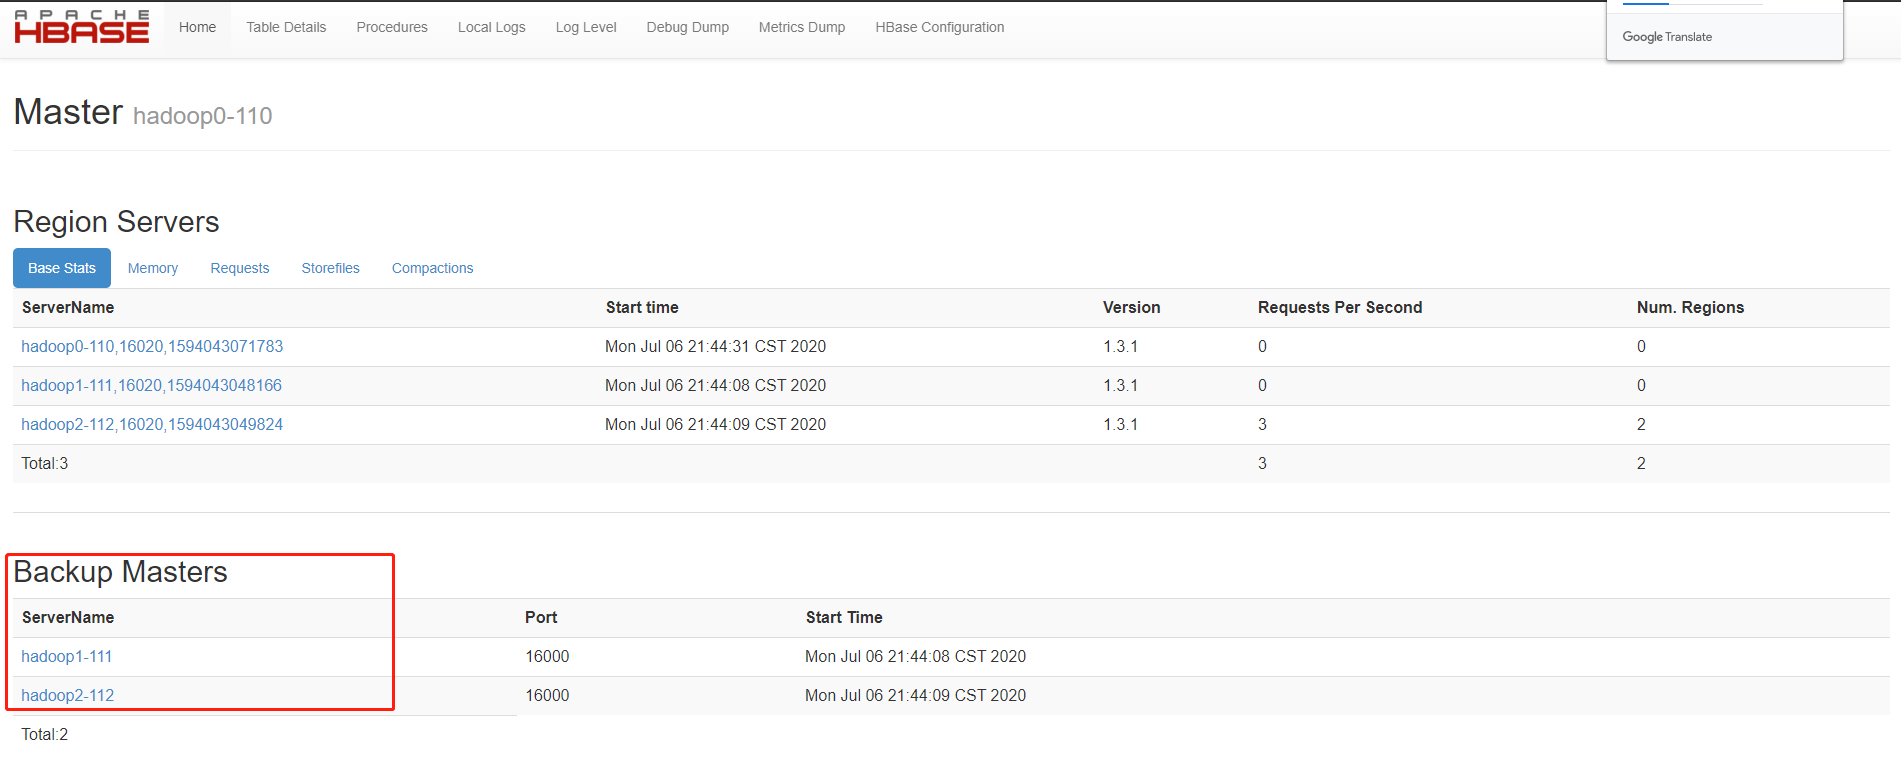 APACHE
HBASE
Home Table Details Procedures Local Logs Log Level Debug Dump Metrics Dump HBase Configuration
Google Translate
Master hadoop0-110
Region Servers
Base Stats Memory Requests Storefiles Compactions
ServerName Start time Version Requests Per Second Num. Regions
hadoop0-110,16020,1594043071783 Mon Jul 06 21:44:31 CST 2020 1.3.1 0 0
hadoop1-111,16020,1594043048166 Mon Jul 06 21:44:08 CST 2020 1.3.1 0 0
hadoop2-112,16020,1594043049824 Mon Jul 06 21:44:09 CST 2020 1.3.1 3 2
Total:3 3 2
Backup Masters
ServerName Port Start Time
hadoop1-111 16000 Mon Jul 06 21:44:08 CST 2020
hadoop2-112 16000 Mon Jul 06 21:44:09 CST 2020
Total:2